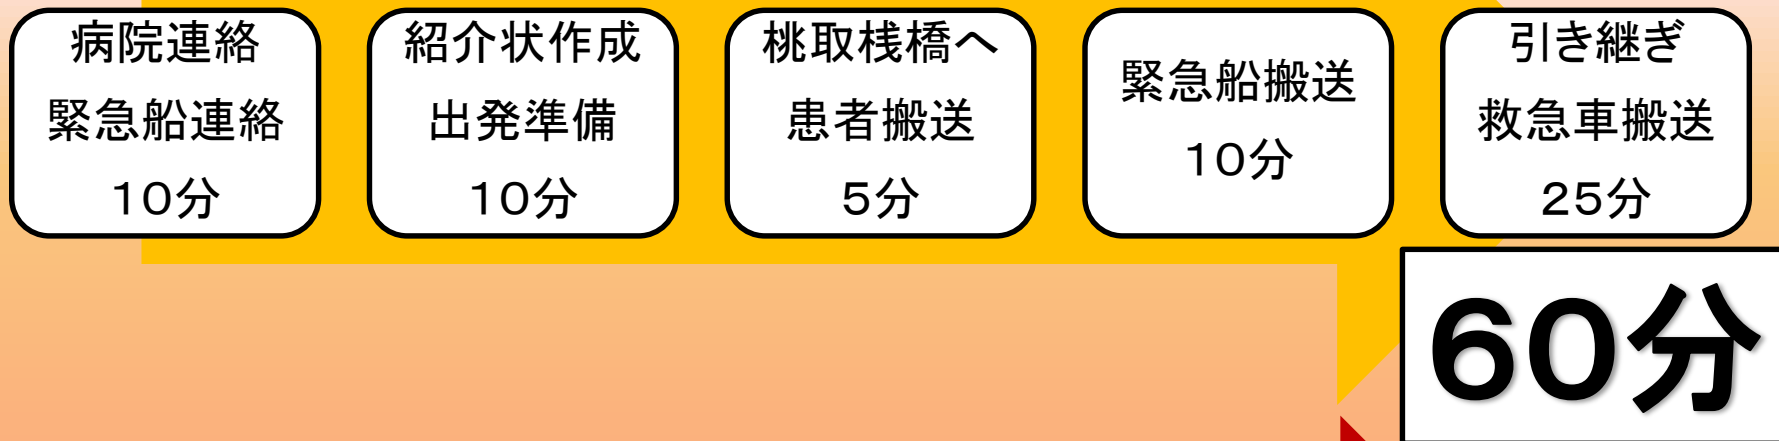 病院連絡
緊急船連絡
10分
紹介状作成
出発準備
10分
桃取桟橋へ
患者搬送
5分
緊急船搬送
10分
引き継ぎ
救急車搬送
25分
60分